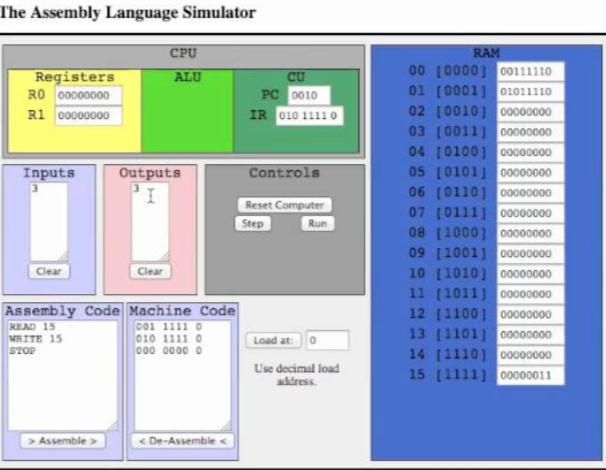 The Assembly Language Simulator
CPU
Registers
R0 00000000
R1 00000000
ALU
CU
PC 0010
IR 010 1111 0
RAM
00 [0000] 00111110
01 [0001] 01011110
02 [0010] 00000000
03 [0011] 00000000
04 [0100] 00000000
05 [0101] 00000000
06 [0110] 00000000
07 [0111] 00000000
08 [1000] 00000000
09 [1001] 00000000
10 [1010] 00000000
11 [1011] 00000000
12 [1100] 00000000
13 [1101] 00000000
14 [1110] 00000000
15 [1111] 00000011
Inputs
3
Clear
Outputs
3
Clear
Controls
Reset Computer
Step Run
Assembly Code
READ 15
WRITE 15
STOP
> Assemble >
Machine Code
001 1111 0
010 1111 0
000 0000 0
< De-Assemble <
Load at: 0
Use decimal load
address.